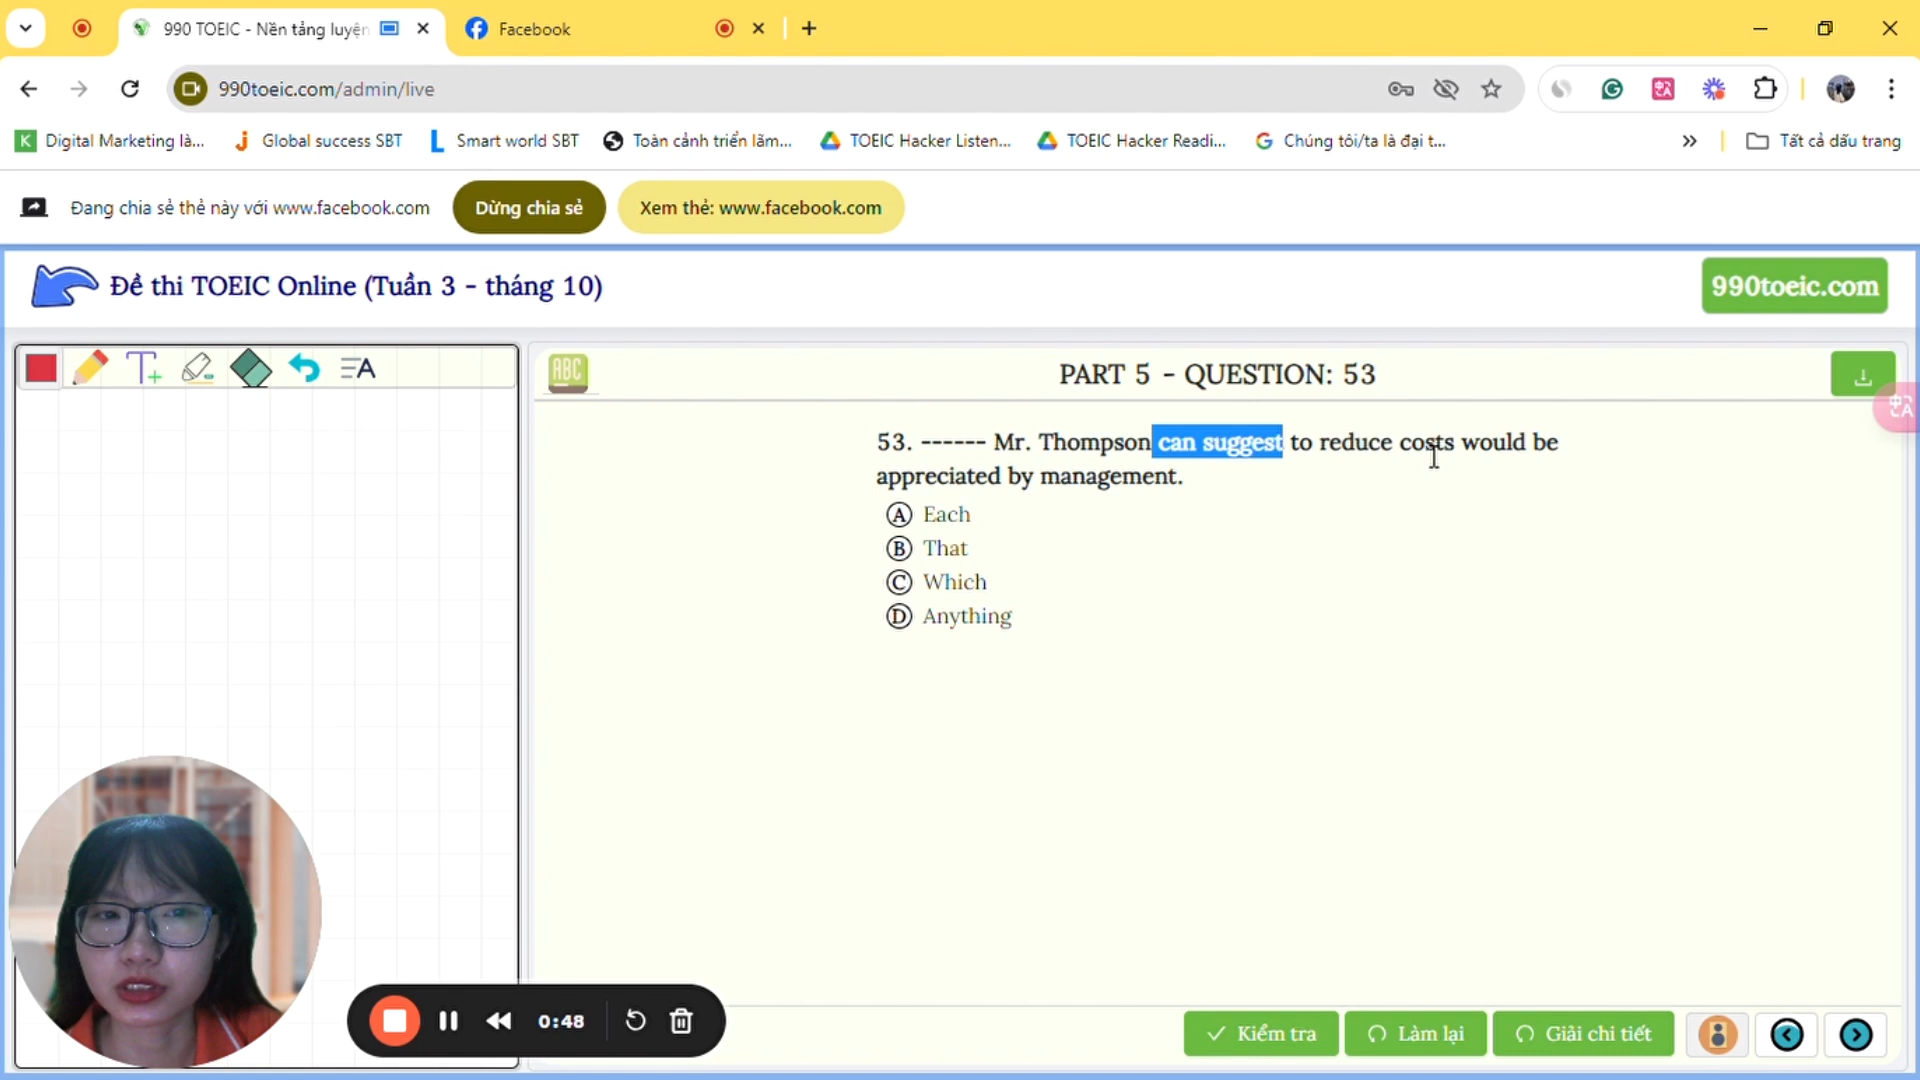 990 TOEIC - Nền tảng luyện
Facebook
990toeic.com/admin/live
Digital Marketing là...
Global success SBT
Smart world SBT
Toàn cảnh triển lãm...
TOEIC Hacker Listen...
TOEIC Hacker Readi...
Chúng tôi/ta là đại t...
Tất cả dấu trang
Đang chia sẻ thẻ này với www.facebook.com
Dừng chia sẻ
Xem thẻ: www.facebook.com
Đề thi TOEIC Online (Tuần 3 - tháng 10)
990toeic.com
ABC
PART 5 - QUESTION: 53
53. ------ Mr. Thompson can suggest to reduce costs would be
appreciated by management.
A Each
B That
C Which
D Anything
0:48
Kiểm tra
Làm lại
Giải chi tiết